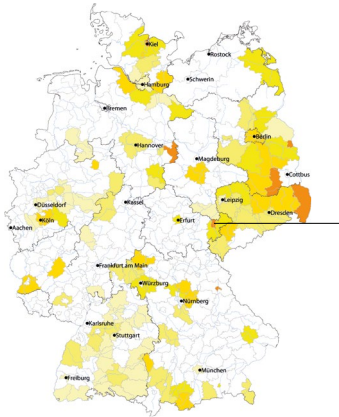 Kiel
Rostock
Hamburg
Schwerin
Bremen
Berlin
Hannover
Magdeburg
Cottbus
Düsseldorf
Kassel
Leipzig
Köln
Erfurt
Dresden
Aachen
Frankfurt am Main
Würzburg
Nürnberg
Karlsruhe
Stuttgart
München
Freiburg